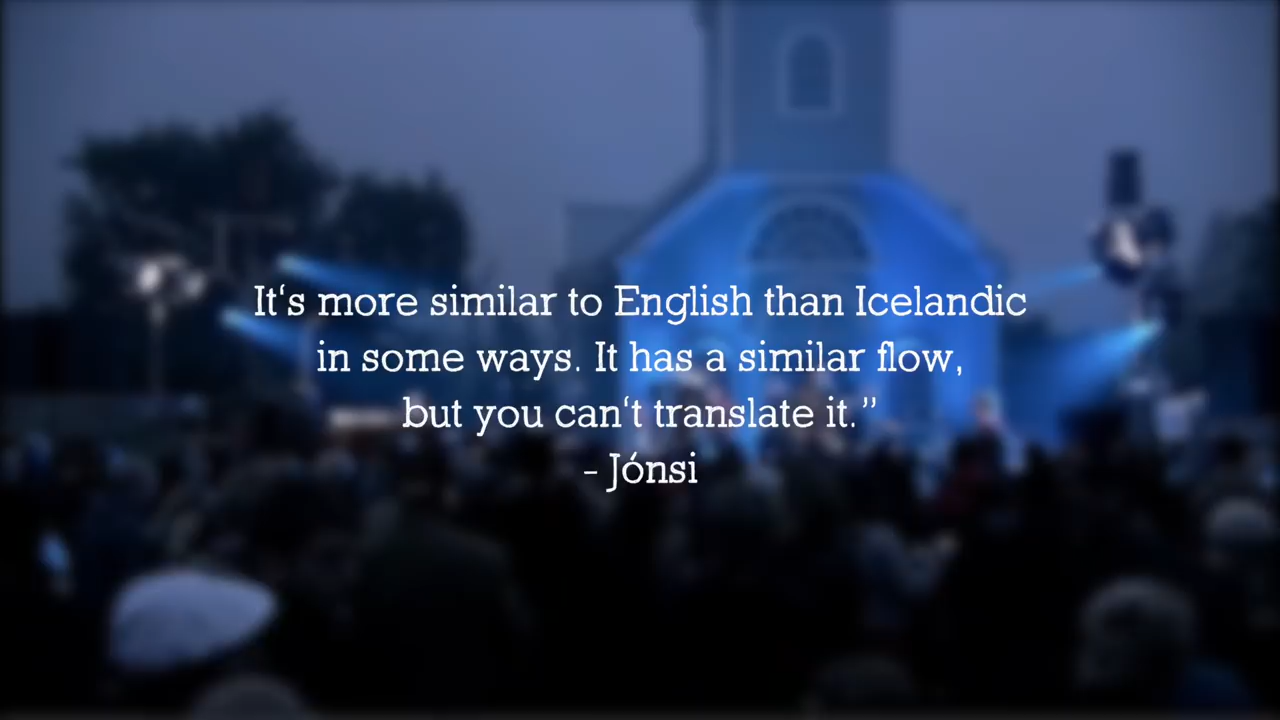 It‘s more similar to English than Icelandic
in some ways. It has a similar flow,
but you can‘t translate it.”
- Jónsi